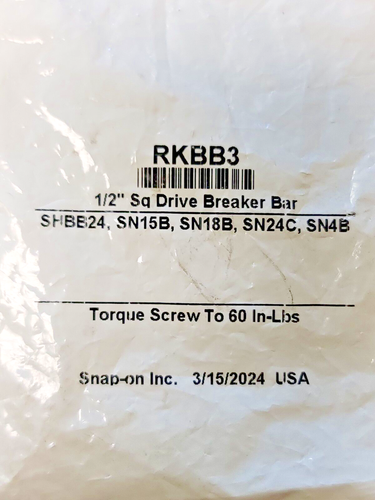 RKBB3
1/2" Sq Drive Breaker Bar
SHBB24, SN15B, SN18B, SN24C, SN4B
Torque Screw To 60 In-Lbs
Snap-on Inc. 3/15/2024 USA